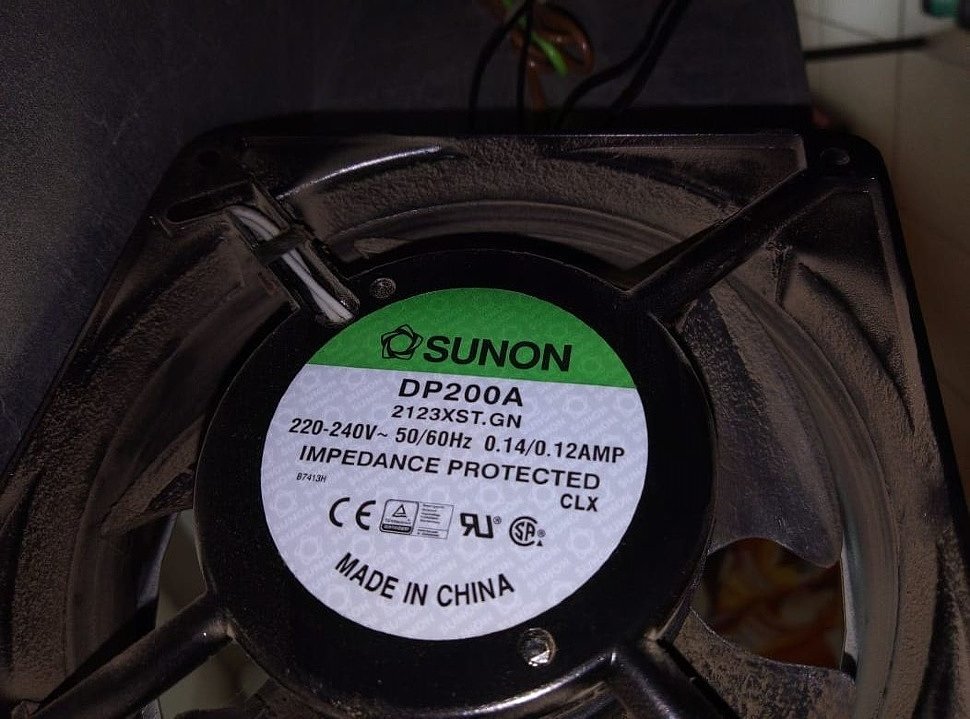 SUNON
DP200A
2123XST.GN
220-240V~ 50/60Hz 0.14/0.12AMP
IMPEDANCE PROTECTED
B7413H
CLX
CE
MADE IN CHINA